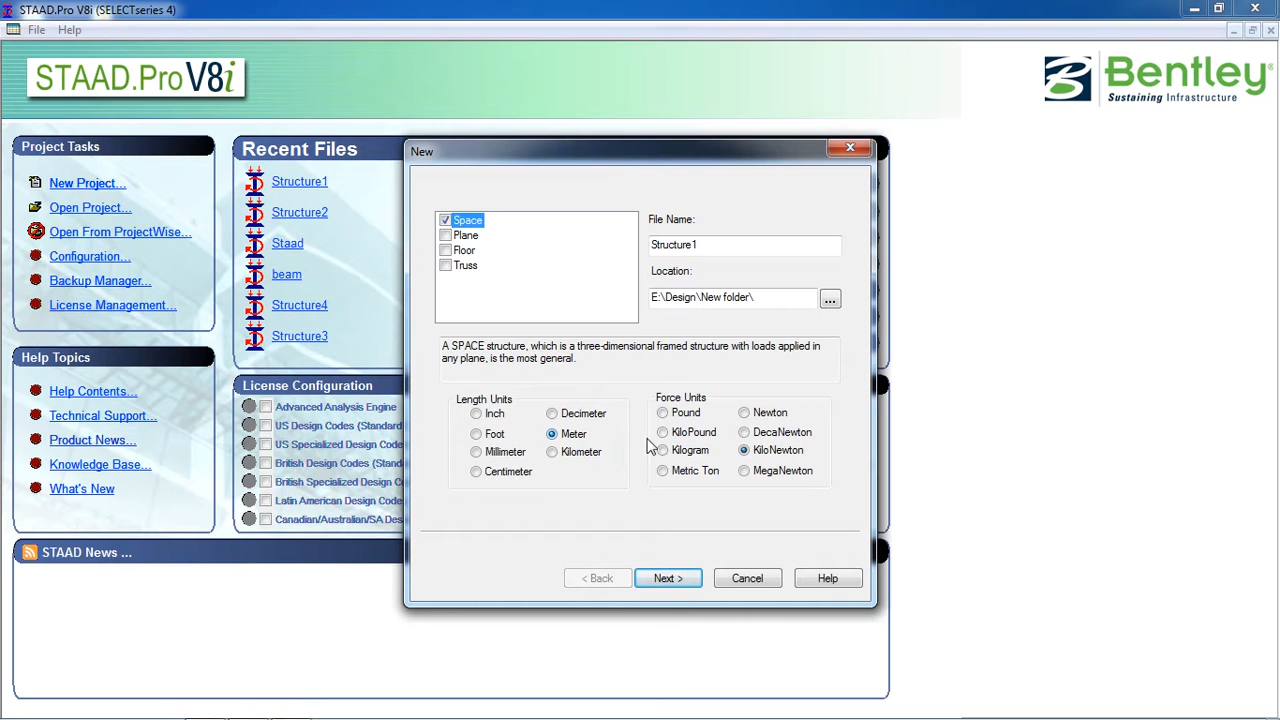 STAAD.Pro V8i (SELECTseries 4)
File Help
STAAD.Pro V8i
Bentley®
Sustaining Infrastructure
Project Tasks
New Project...
Open Project...
Open From ProjectWise...
Configuration...
Backup Manager...
License Management...
Help Topics
Help Contents...
Technical Support...
Product News...
Knowledge Base...
What's New
Recent Files
Structure1
Structure2
Staad
beam
Structure4
Structure3
License Configuration
Advanced Analysis Engine
US Design Codes (Standard
US Specialized Design Co
British Design Codes (Stand
British Specialized Design C
Latin American Design Code
Canadian/Australian/SA Des
STAAD News ...
New
Space
Plane
Floor
Truss
File Name:
Structure1
Location:
E:\Design\New folder\
...
A SPACE structure, which is a three-dimensional framed structure with loads applied in
any plane, is the most general.
Length Units
Inch Decimeter
Foot Meter
Millimeter Kilometer
Centimeter
Force Units
Pound Newton
KiloPound DecaNewton
Kilogram KiloNewton
Metric Ton MegaNewton
< Back Next > Cancel Help